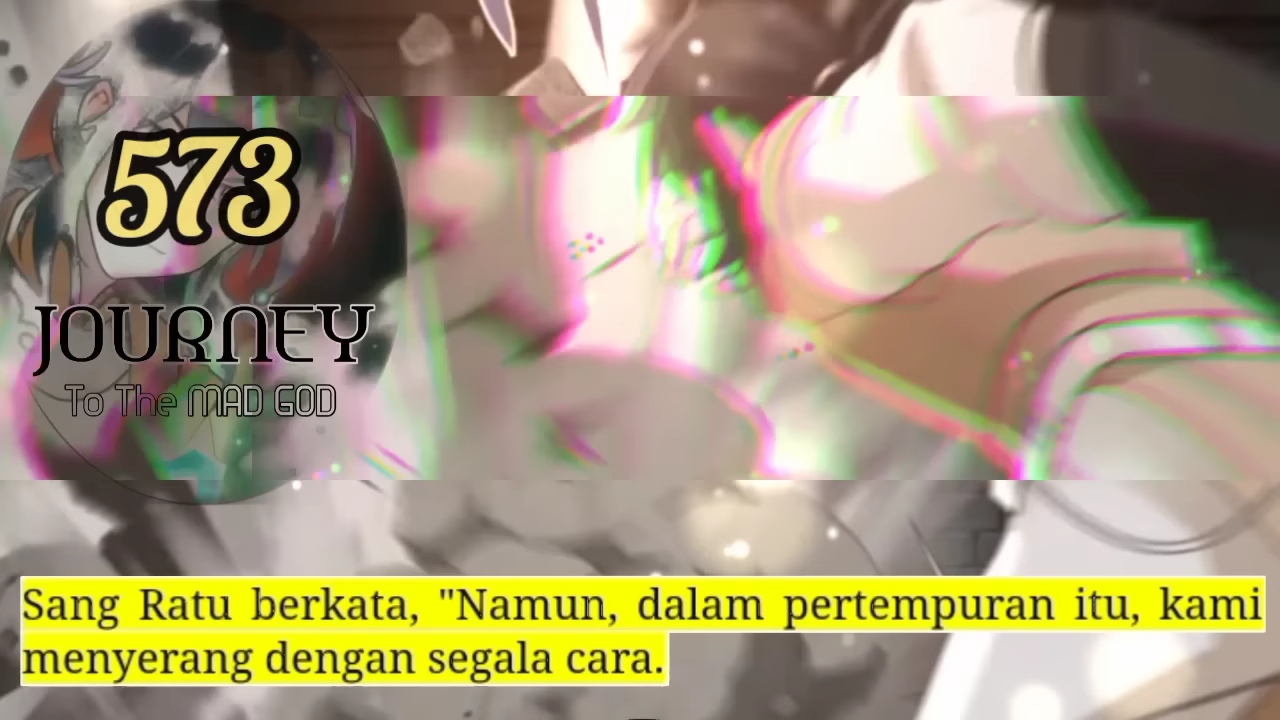 573
JOURNEY
To The MAD GOD
Sang Ratu berkata, "Namun, dalam pertempuran itu, kami
menyerang dengan segala cara.